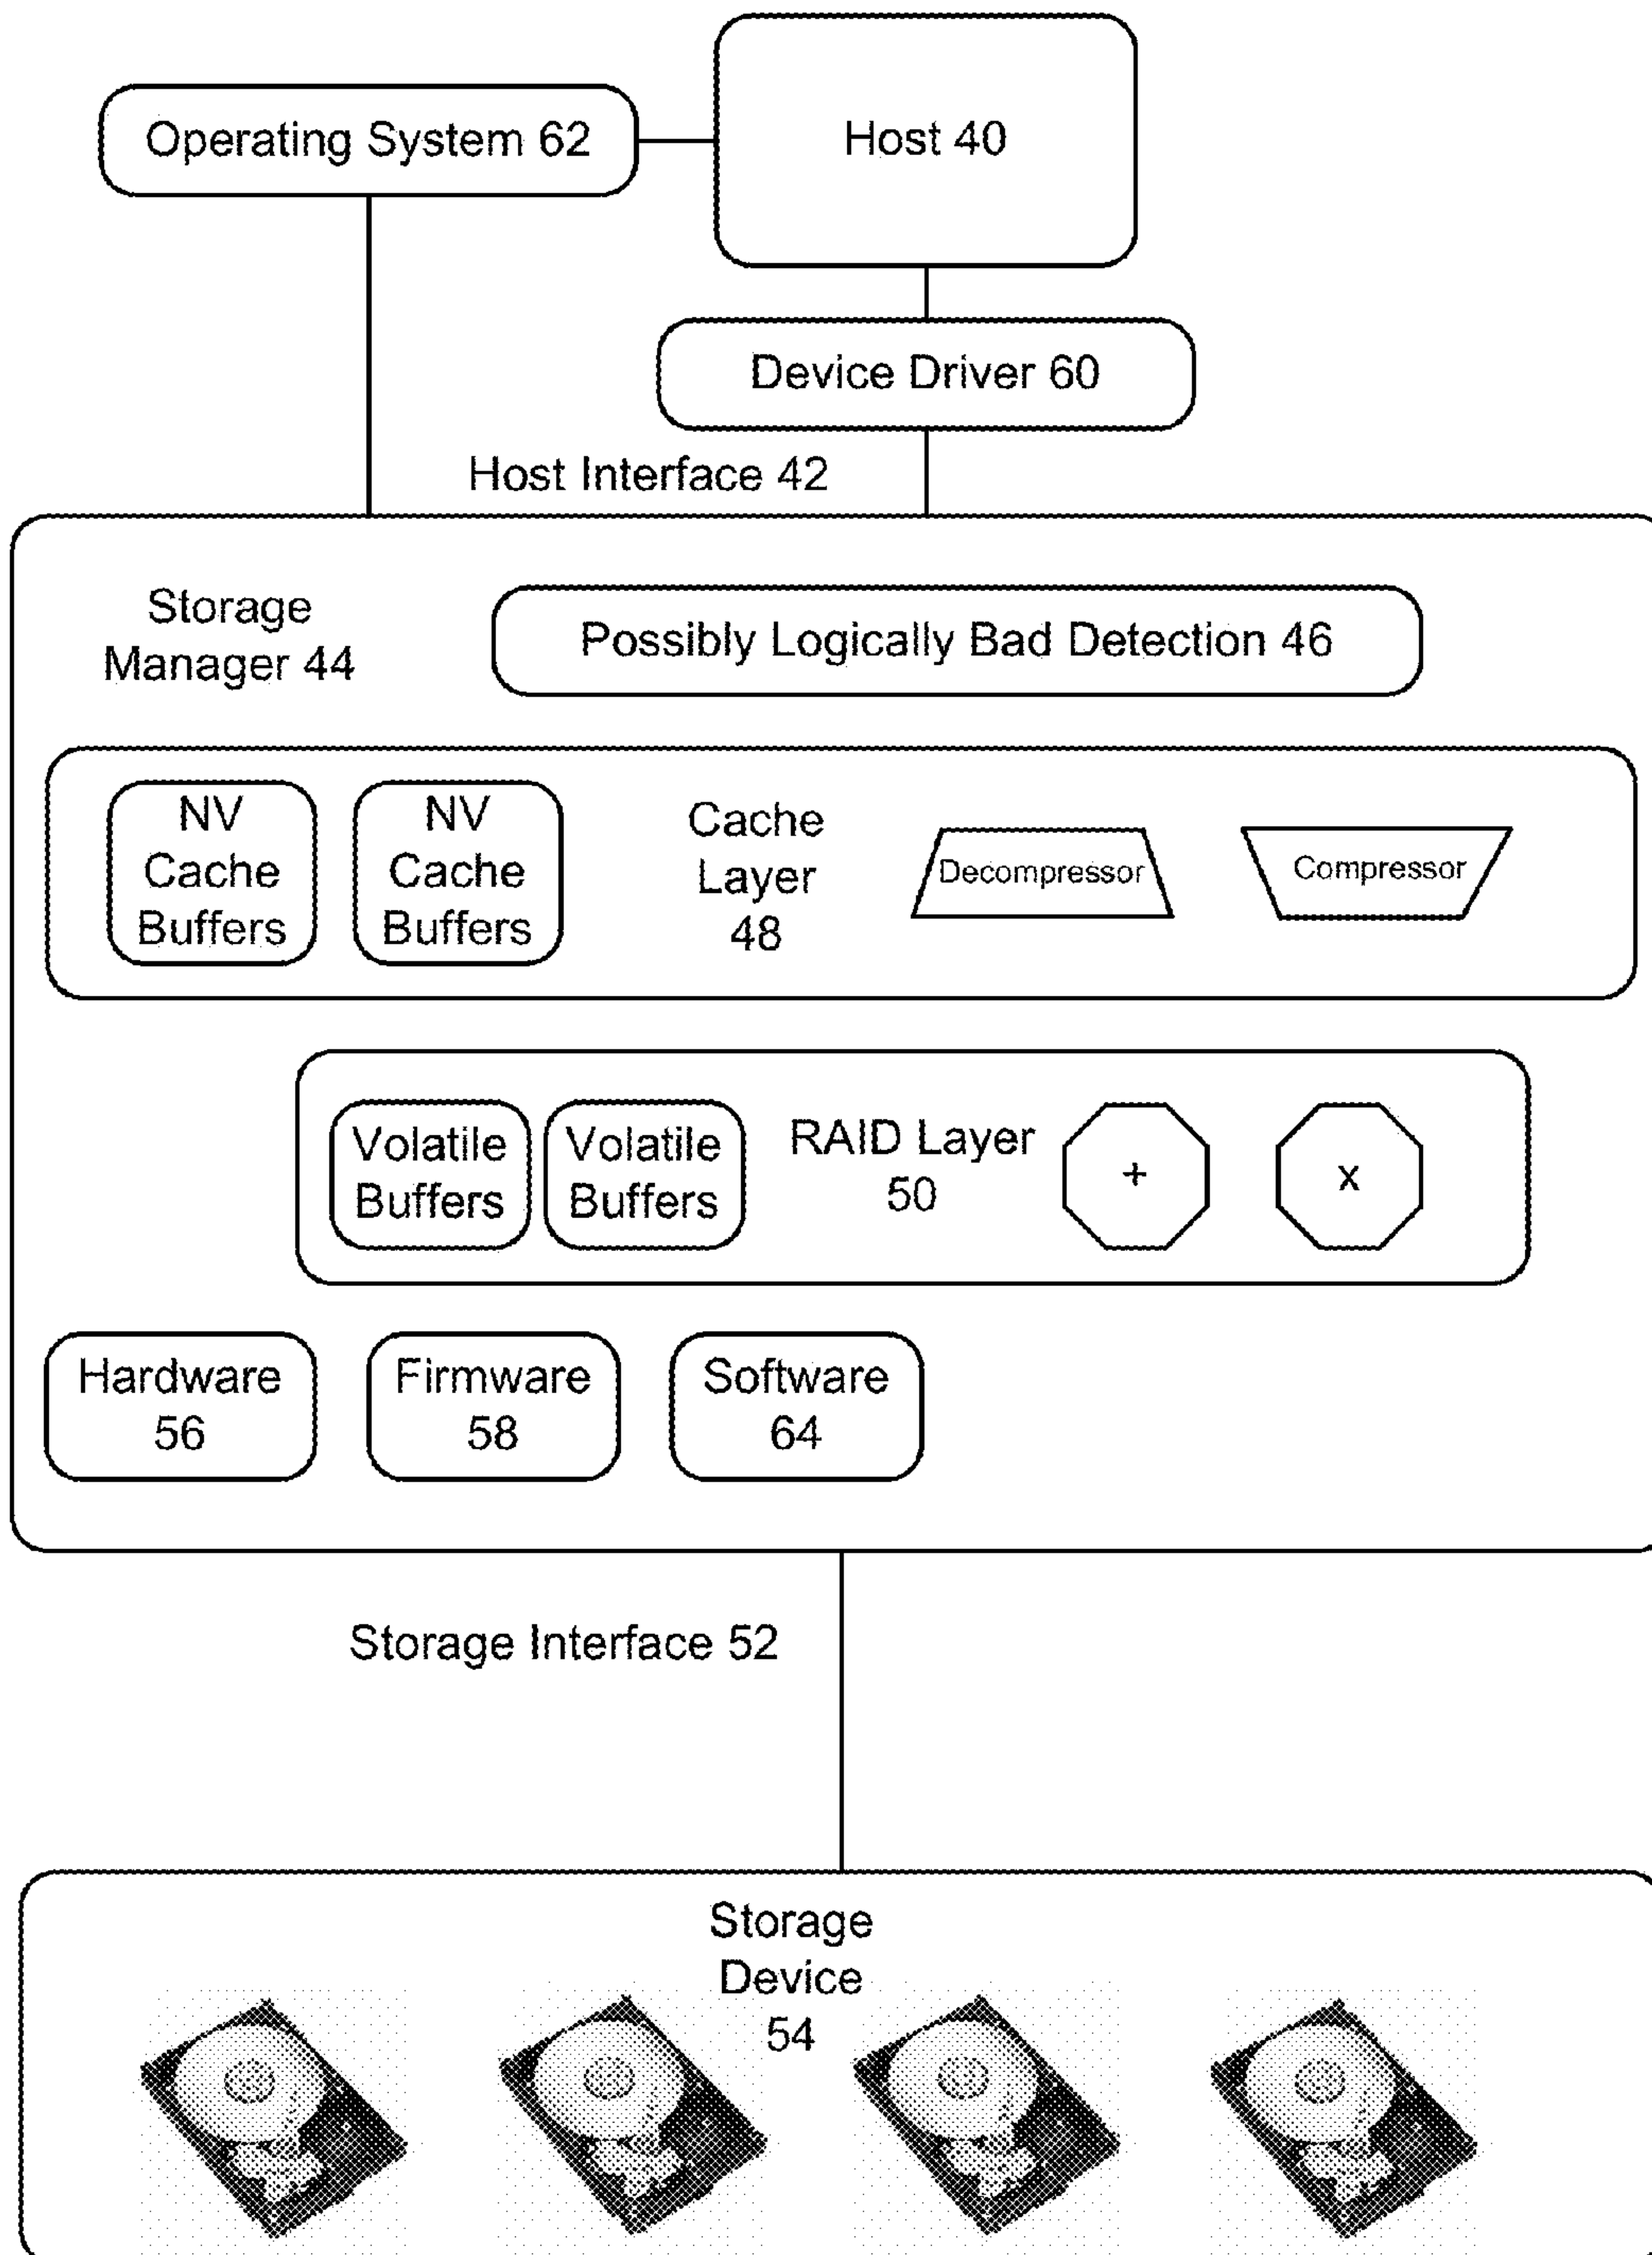 Operating System 62
Host 40
Device Driver 60
Host Interface 42
Storage
Manager 44
Possibly Logically Bad Detection 46
NV
Cache
Buffers
NV
Cache
Buffers
Cache
Layer
48
Decompressor
Compressor
Volatile
Buffers
Volatile
Buffers
RAID Layer
50
+
x
Hardware
56
Firmware
58
Software
64
Storage Interface 52
Storage
Device
54